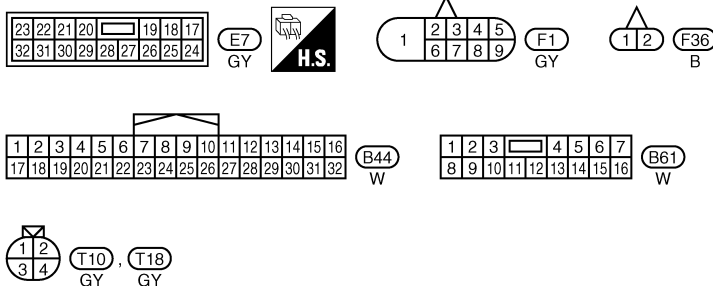 23 22 21 20 19 18 17
32 31 30 29 28 27 26 25 24
E7
GY
H.S.
1
2 3 4 5
6 7 8 9
F1
GY
1 2
F36
B
1 2 3 4 5 6 7 8 9 10 11 12 13 14 15 16
17 18 19 20 21 22 23 24 25 26 27 28 29 30 31 32
B44
W
1 2 3 4 5 6 7
8 9 10 11 12 13 14 15 16
B61
W
1 2
3 4
T10 , T18
GY GY